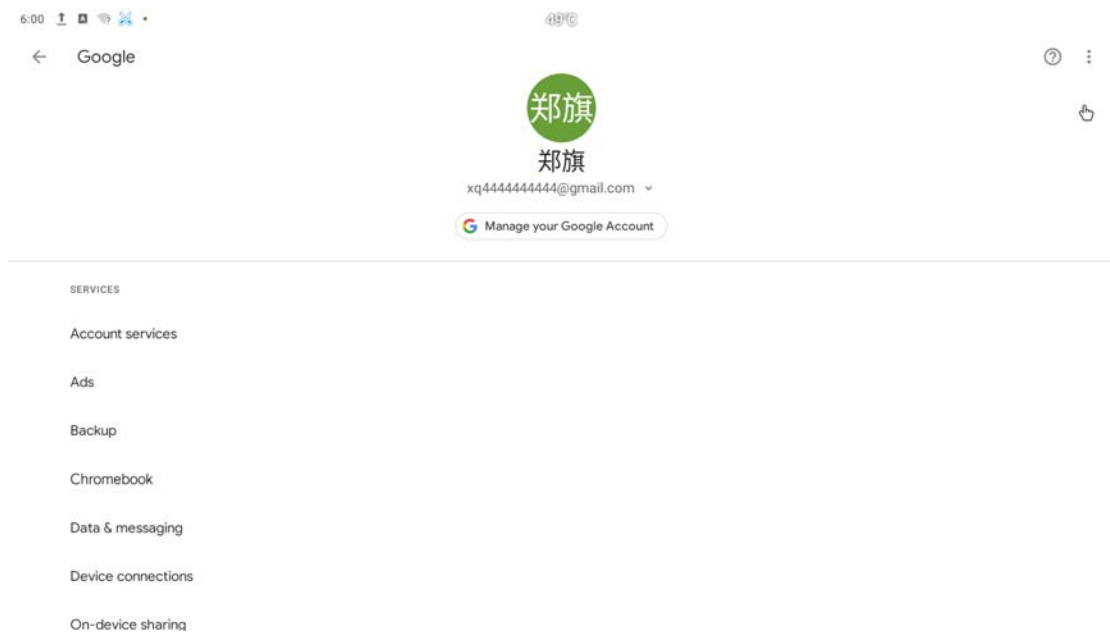 6:00
49°C
Google
郑旗
郑旗
xq4444444444@gmail.com
Manage your Google Account
SERVICES
Account services
Ads
Backup
Chromebook
Data & messaging
Device connections
On-device sharing